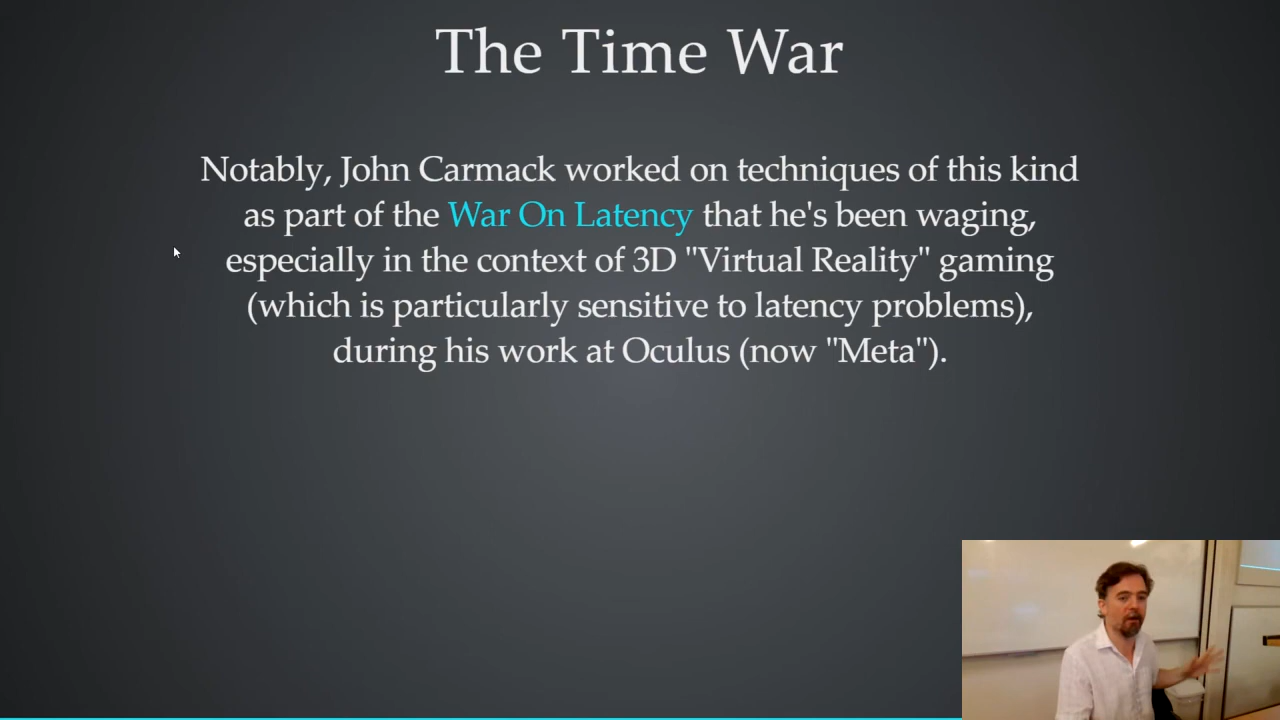 The Time War
Notably, John Carmack worked on techniques of this kind
as part of the War On Latency that he's been waging,
especially in the context of 3D "Virtual Reality" gaming
(which is particularly sensitive to latency problems),
during his work at Oculus (now "Meta").